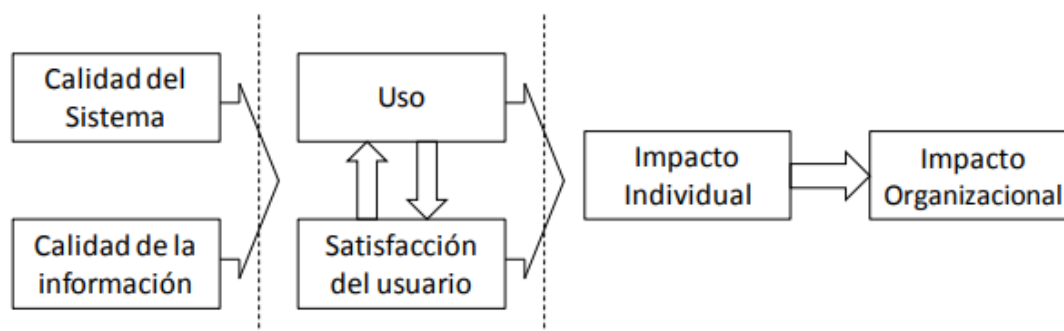 Calidad del
Sistema
Uso
Calidad de la
información
Satisfacción
del usuario
Impacto
Individual
Impacto
Organizacional